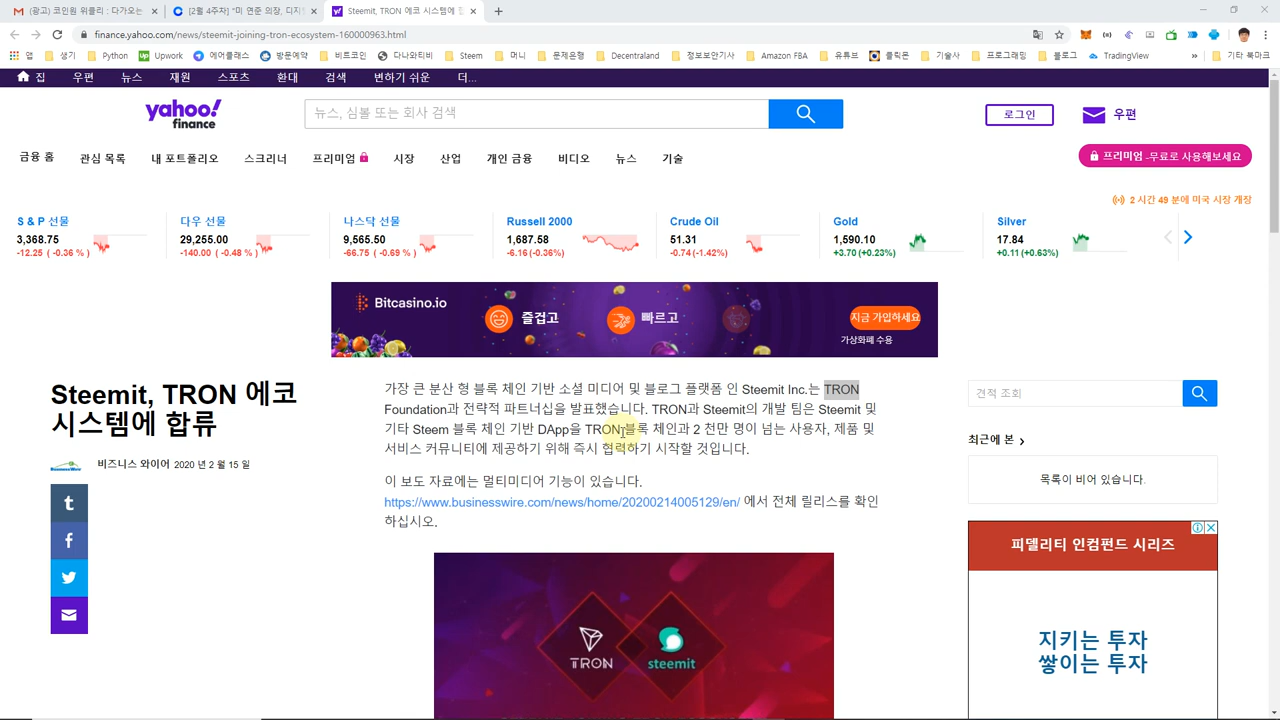 (광고) 코인원 위클리 : 다가오는
[2월 4주차] "미 연준 의장, 디지
Steemit, TRON 에코 시스템에
finance.yahoo.com/news/steemit-joining-tron-ecosystem-160000963.html
앱 생기 Python Upwork 에어클래스 방문예약 비트코인 다나와티비 Steem 머니 문제은행 Decentraland 정보보안기사 Amazon FBA 유튜브 클릭몬 기술사 프로그래밍 블로그 TradingView » 기타 북마크
집 우편 뉴스 재원 스포츠 환대 검색 변하기 쉬운 더...
yahoo! finance
뉴스, 심볼 또는 회사 검색
로그인
우편
금융 홈 관심 목록 내 포트폴리오 스크리너 프리미엄 시장 산업 개인 금융 비디오 뉴스 기술
프리미엄 -무료로 사용해보세요
2 시간 49 분에 미국 시장 개장
S & P 선물 다우 선물 나스닥 선물 Russell 2000 Crude Oil Gold Silver
3,368.75 29,255.00 9,565.50 1,687.58 51.31 1,590.10 17.84
-12.25 ( -0.36 % ) -140.00 ( -0.48 % ) -66.75 ( -0.69 % ) -6.16 (-0.36%) -0.74 (-1.42%) +3.70 (+0.23%) +0.11 (+0.63%)
Bitcasino.io
즐겁고
빠르고
지금 가입하세요
가상화폐 수용
Steemit, TRON 에코
시스템에 합류
비즈니스 와이어 2020 년 2 월 15 일
가장 큰 분산 형 블록 체인 기반 소셜 미디어 및 블로그 플랫폼 인 Steemit Inc.는 TRON
Foundation과 전략적 파트너십을 발표했습니다. TRON과 Steemit의 개발 팀은 Steemit 및
기타 Steem 블록 체인 기반 DApp을 TRON 블록 체인과 2 천만 명이 넘는 사용자, 제품 및
서비스 커뮤니티에 제공하기 위해 즉시 협력하기 시작할 것입니다.
이 보도 자료에는 멀티미디어 기능이 있습니다.
https://www.businesswire.com/news/home/20200214005129/en/ 에서 전체 릴리스를 확인
하십시오.
TRON
steemit
견적 조회
최근에 본
목록이 비어 있습니다.
피델리티 인컴펀드 시리즈
지키는 투자
쌓이는 투자